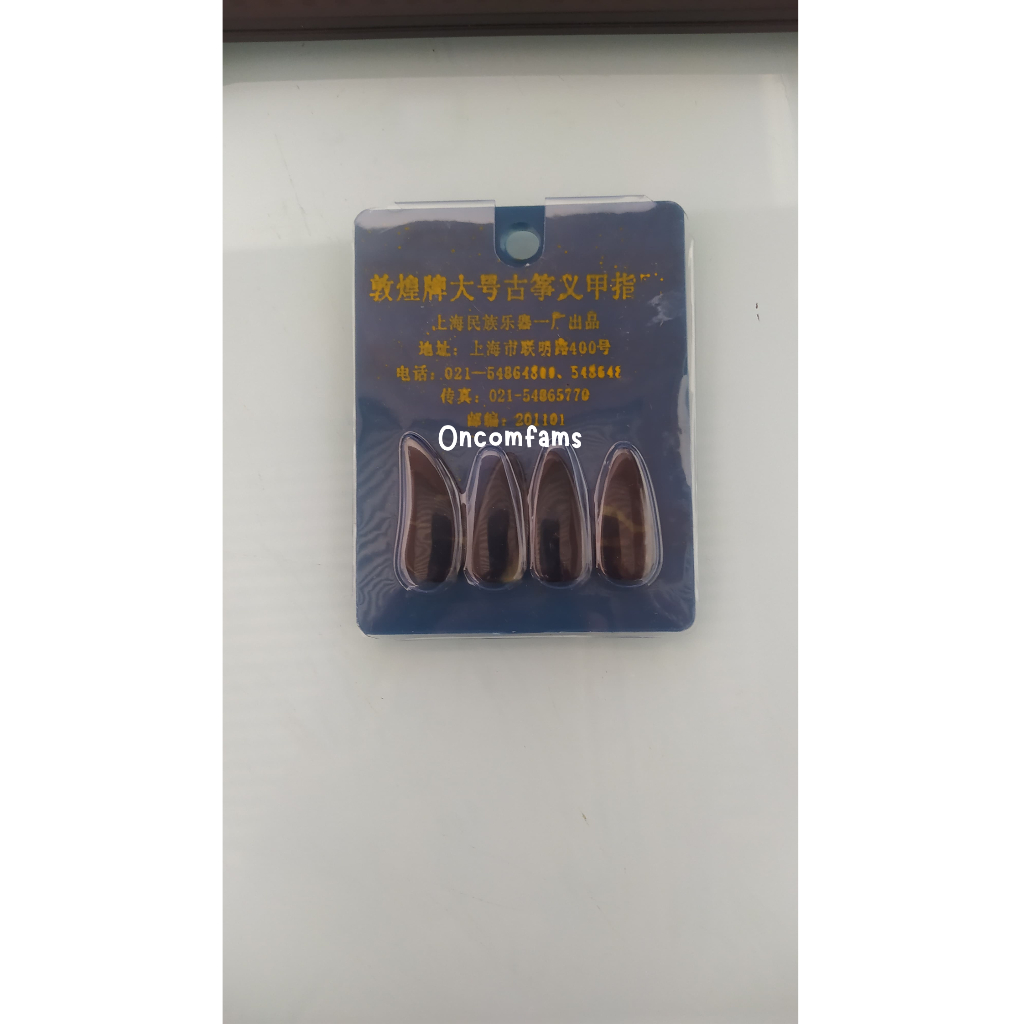 敦煌牌大号古筝义甲指
上海民族乐器一厂出品
地址：上海市联明路400号
电话：021—54864800、
传真：021-54865770
邮编：201101
Oncomfams